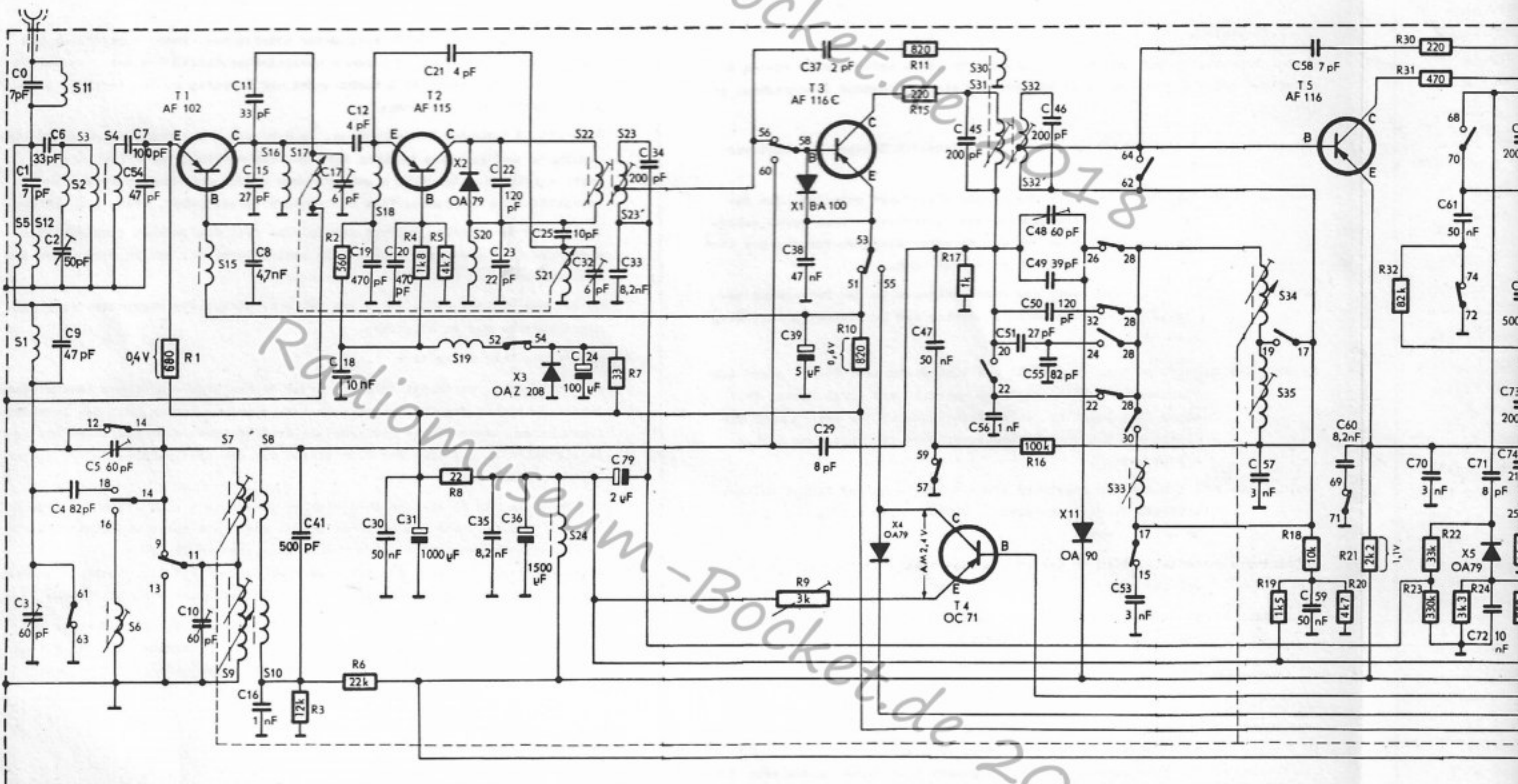 C0
7pF
S11
T1
AF 102
C11
33 pF
C21
4 pF
T2
AF 115
C12
4 pF
C37
2 pF
820
R11
T3
AF 116 C
220
R15
S30
S32
C46
200 pF
C45
200 pF
S32'
C58 7 pF
T5
AF 116
R30
220
R31
470
C6
33pF
S3
S4
C7
100pF
E
C
B
C1
7 pF
S2
C54
47 pF
S5
S12
C2
50pF
C15
27 pF
S16
S17
C17
6 pF
S18
E
C
B
X2
OA 79
C22
120 pF
S22
S23
C34
200 pF
S23'
56
58
60
B
C
E
X1 BA 100
64
62
B
C
E
68
70
C61
50 nF
S15
C8
4,7nF
R2
560
C19
470 pF
C20
470 pF
R4
1k8
R5
4k7
S20
C23
22 pF
C25
10pF
S21
C32
6 pF
C33
8,2nF
C38
47 nF
53
51
55
R17
1k
C48 60 pF
C49 39 pF
26
28
C50
120 pF
32
28
C51
27 pF
24
28
C55
82 pF
20
22
22
28
C56
1 nF
30
S34
19
17
S35
R32
82k
74
72
S1
C9
47 pF
0,4V
680
R1
C18
10 nF
S19
52
54
X3
OAZ 208
C24
100 µF
33
R7
C39
5 µF
R10
1,6V
820
C47
50 nF
12
14
C5
60 pF
C4
82pF
18
14
16
9
11
13
S7
S8
C41
500 pF
22
R8
C79
2 µF
C29
8 pF
59
57
100k
R16
S33
C57
3 nF
C60
8,2nF
69
71
C70
3 nF
C71
8 pF
C30
50 nF
C31
1000 µF
C35
8,2 nF
C36
1500 µF
S24
X4
OA79
A.M 2,4V
C
B
E
T4
OC 71
R9
3k
X11
OA 90
17
15
C53
3 nF
R18
10k
R19
1k5
C59
50 nF
R20
4k7
R21
2k2
1,1V
R22
33k
X5
OA79
R23
330k
3k3
R24
C72
10 nF
C3
60 pF
61
63
S6
C10
60 pF
S9
S10
R6
22k
C16
1 nF
12k
R3
Radiomuseum-Bocket.de 2018